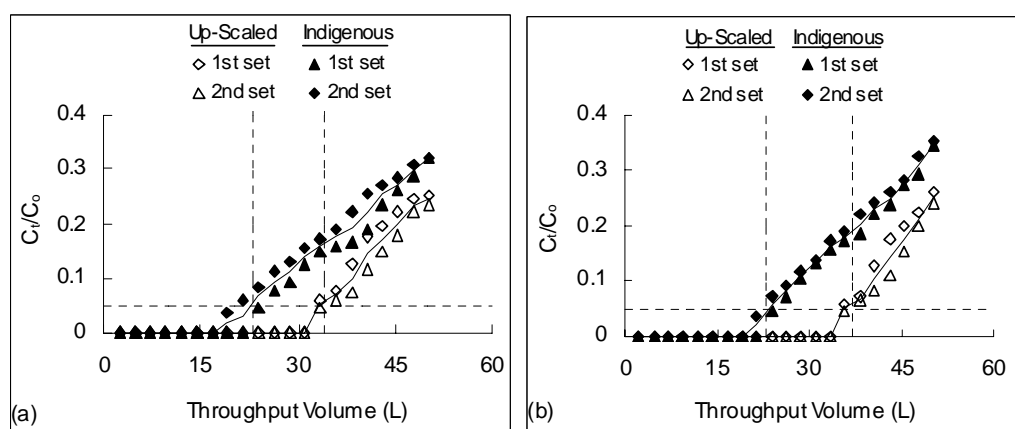 Up-Scaled Indigenous
1st set 1st set
2nd set 2nd set
0.4
0.3
0.2
0.1
0
Ct/Co
0 15 30 45 60
Throughput Volume (L)
(a)
Up-Scaled Indigenous
1st set 1st set
2nd set 2nd set
0.4
0.3
0.2
0.1
0
Ct/Co
0 15 30 45 60
Throughput Volume (L)
(b)